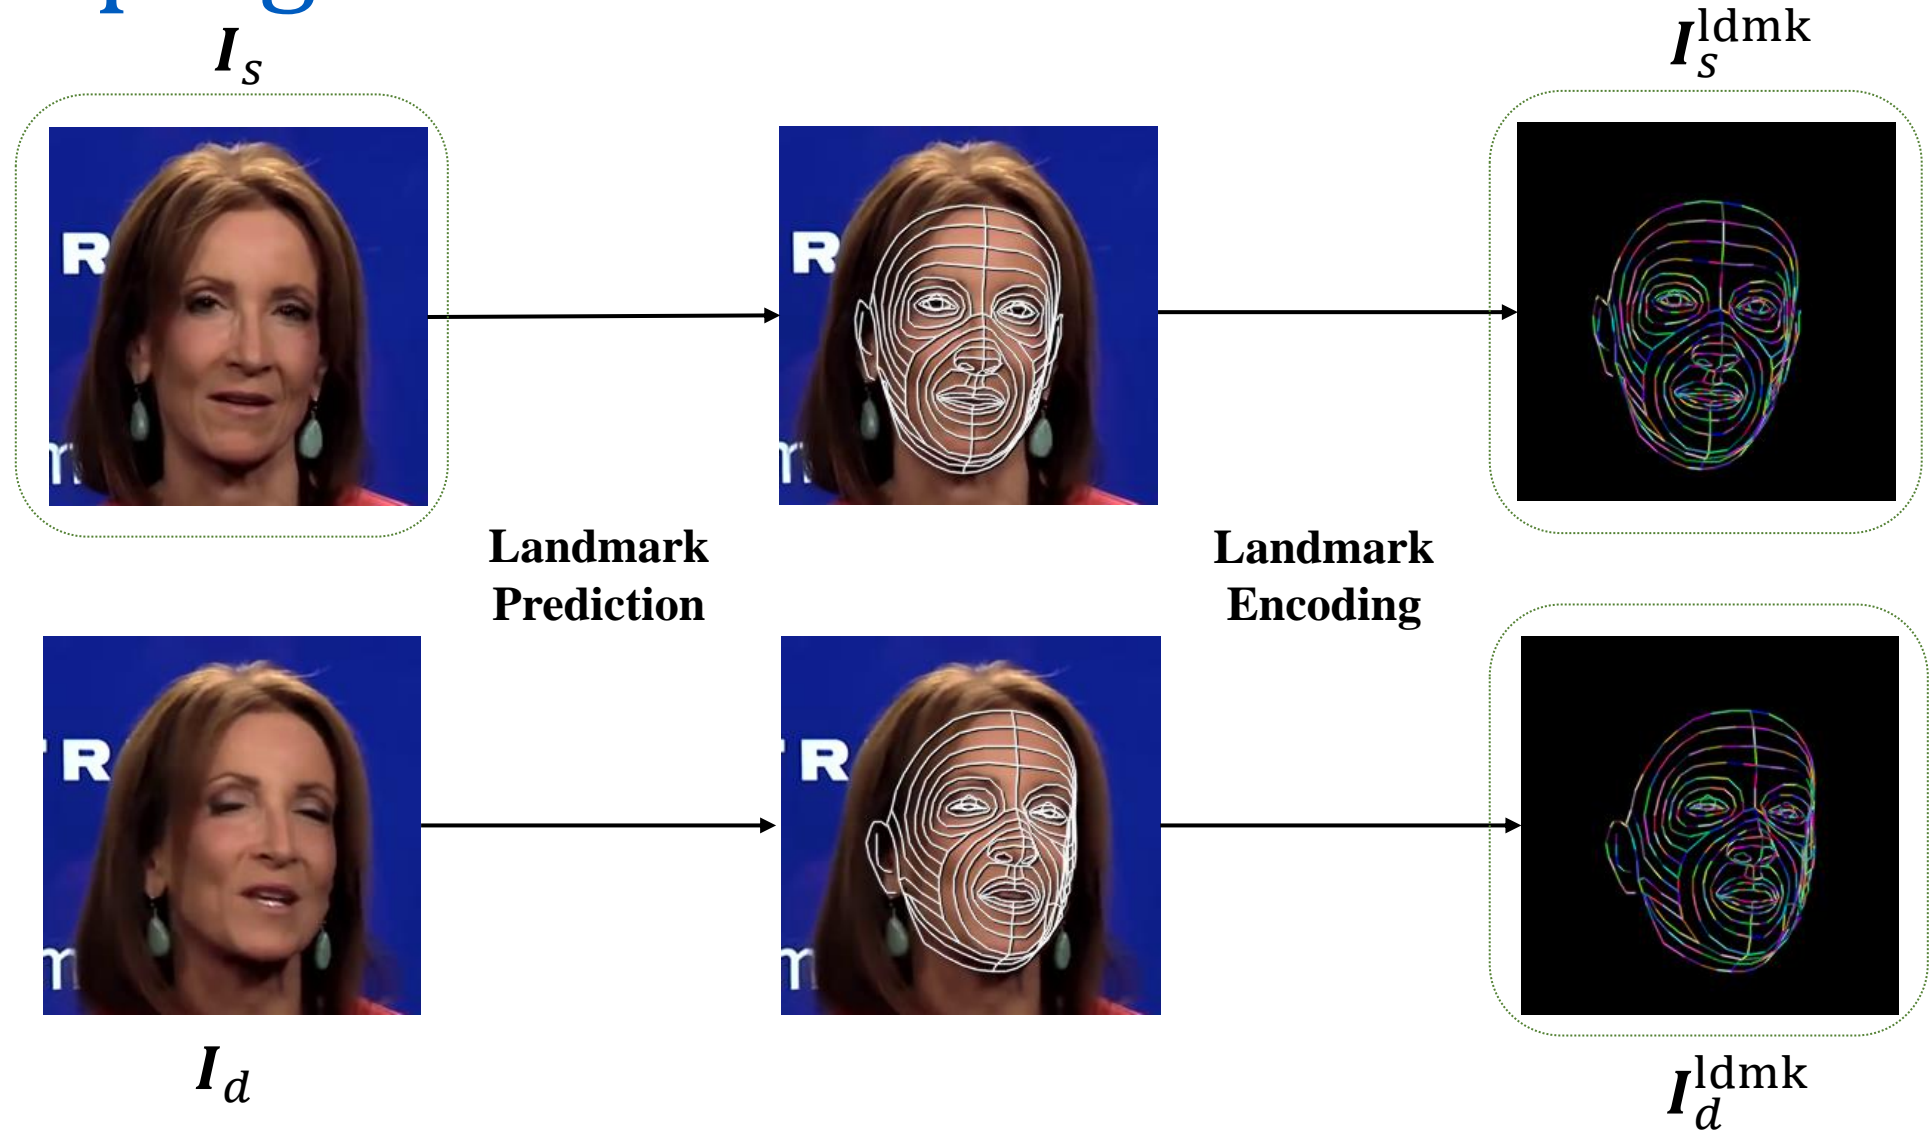 I_s
I_s^ldmk
R
R
Landmark
Prediction
Landmark
Encoding
m
m
R
R
m
m
I_d
I_d^ldmk